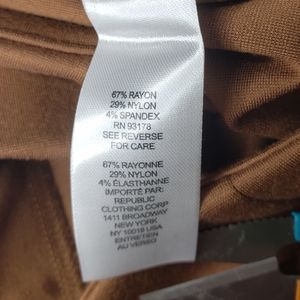 67% RAYON
29% NYLON
4% SPANDEX
RN 93178
SEE REVERSE
FOR CARE
67% RAYONNE
29% NYLON
4% ÉLASTHANNE
IMPORTÉ PAR:
REPUBLIC
CLOTHING CORP
1411 BROADWAY
NEW YORK
NY 10018 USA
ENTRETIEN
AU VERSO